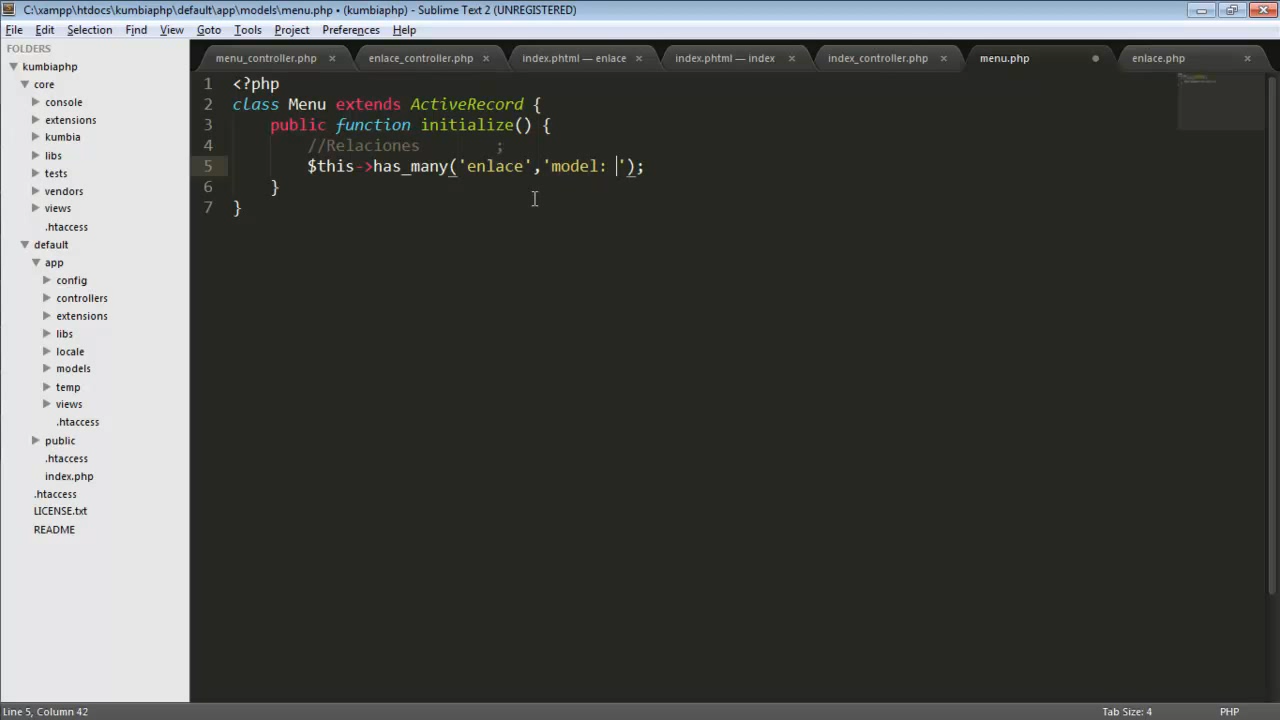 C:\xampp\htdocs\kumbiaphp\default\app\models\menu.php • (kumbiaphp) - Sublime Text 2 (UNREGISTERED)
File Edit Selection Find View Goto Tools Project Preferences Help
FOLDERS
kumbiaphp
core
console
extensions
kumbia
libs
tests
vendors
views
.htaccess
default
app
config
controllers
extensions
libs
locale
models
temp
views
.htaccess
public
.htaccess
index.php
.htaccess
LICENSE.txt
README
menu_controller.php × enlace_controller.php × index.phtml — enlace × index.phtml — index × index_controller.php × menu.php • enlace.php ×
1 <?php
2 class Menu extends ActiveRecord {
3 public function initialize() {
4 //Relaciones ;
5 $this->has_many('enlace','model: ');
6 }
7 }
Line 5, Column 42 Tab Size: 4 PHP